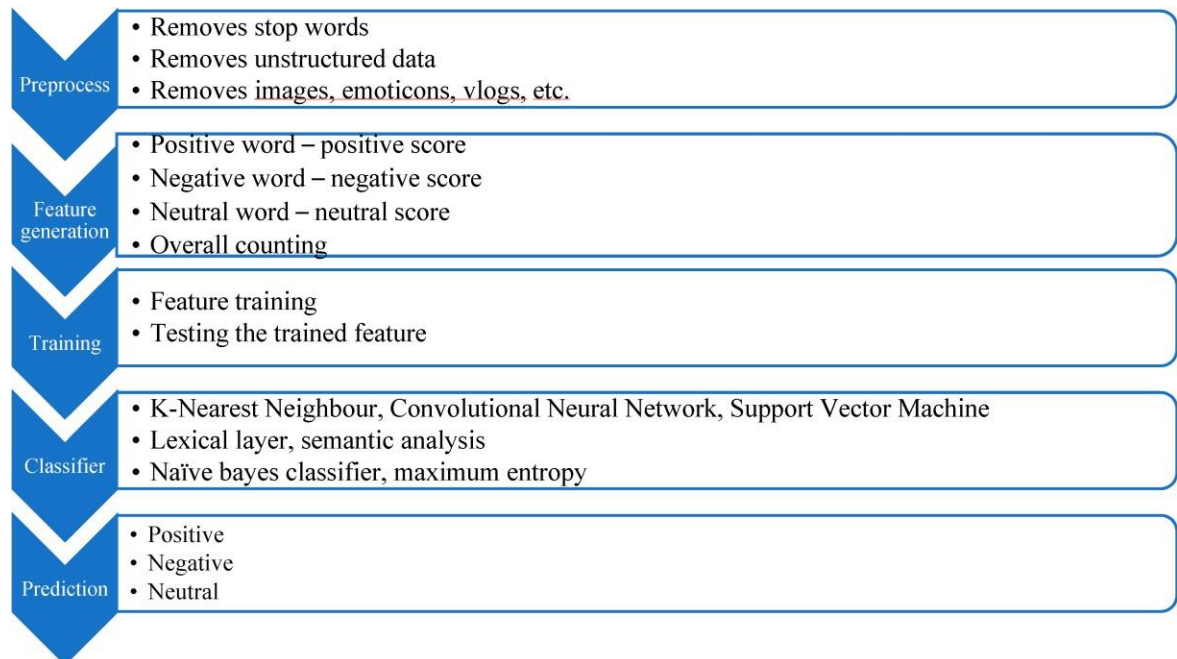 Preprocess
• Removes stop words
• Removes unstructured data
• Removes images, emoticons, vlogs, etc.
Feature
generation
• Positive word – positive score
• Negative word – negative score
• Neutral word – neutral score
• Overall counting
Training
• Feature training
• Testing the trained feature
Classifier
• K-Nearest Neighbour, Convolutional Neural Network, Support Vector Machine
• Lexical layer, semantic analysis
• Naïve bayes classifier, maximum entropy
Prediction
• Positive
• Negative
• Neutral